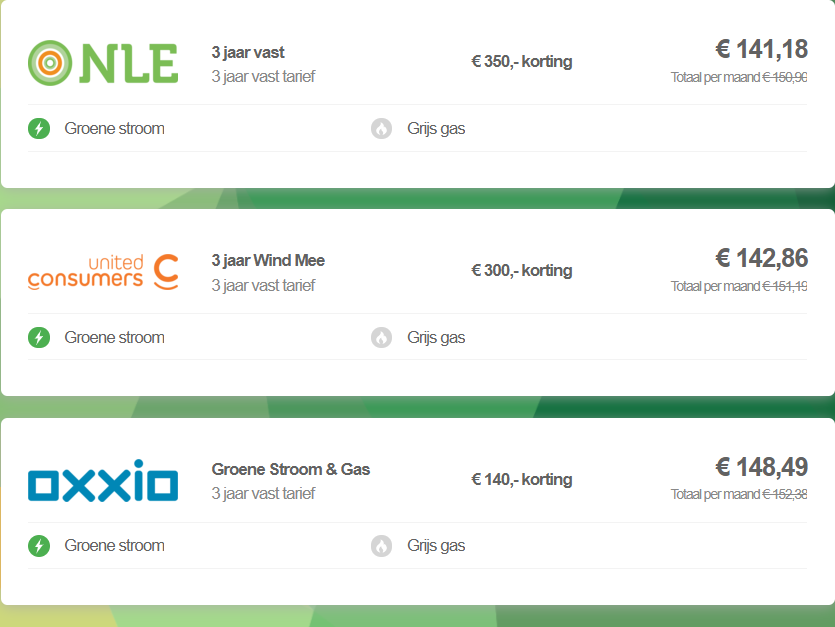 NLE
3 jaar vast
3 jaar vast tarief
€ 350,- korting
€ 141,18
Totaal per maand € 150,90
Groene stroom
Grijs gas
united
consumers
3 jaar Wind Mee
3 jaar vast tarief
€ 300,- korting
€ 142,86
Totaal per maand € 151,19
Groene stroom
Grijs gas
oxxio
Groene Stroom & Gas
3 jaar vast tarief
€ 140,- korting
€ 148,49
Totaal per maand € 152,38
Groene stroom
Grijs gas